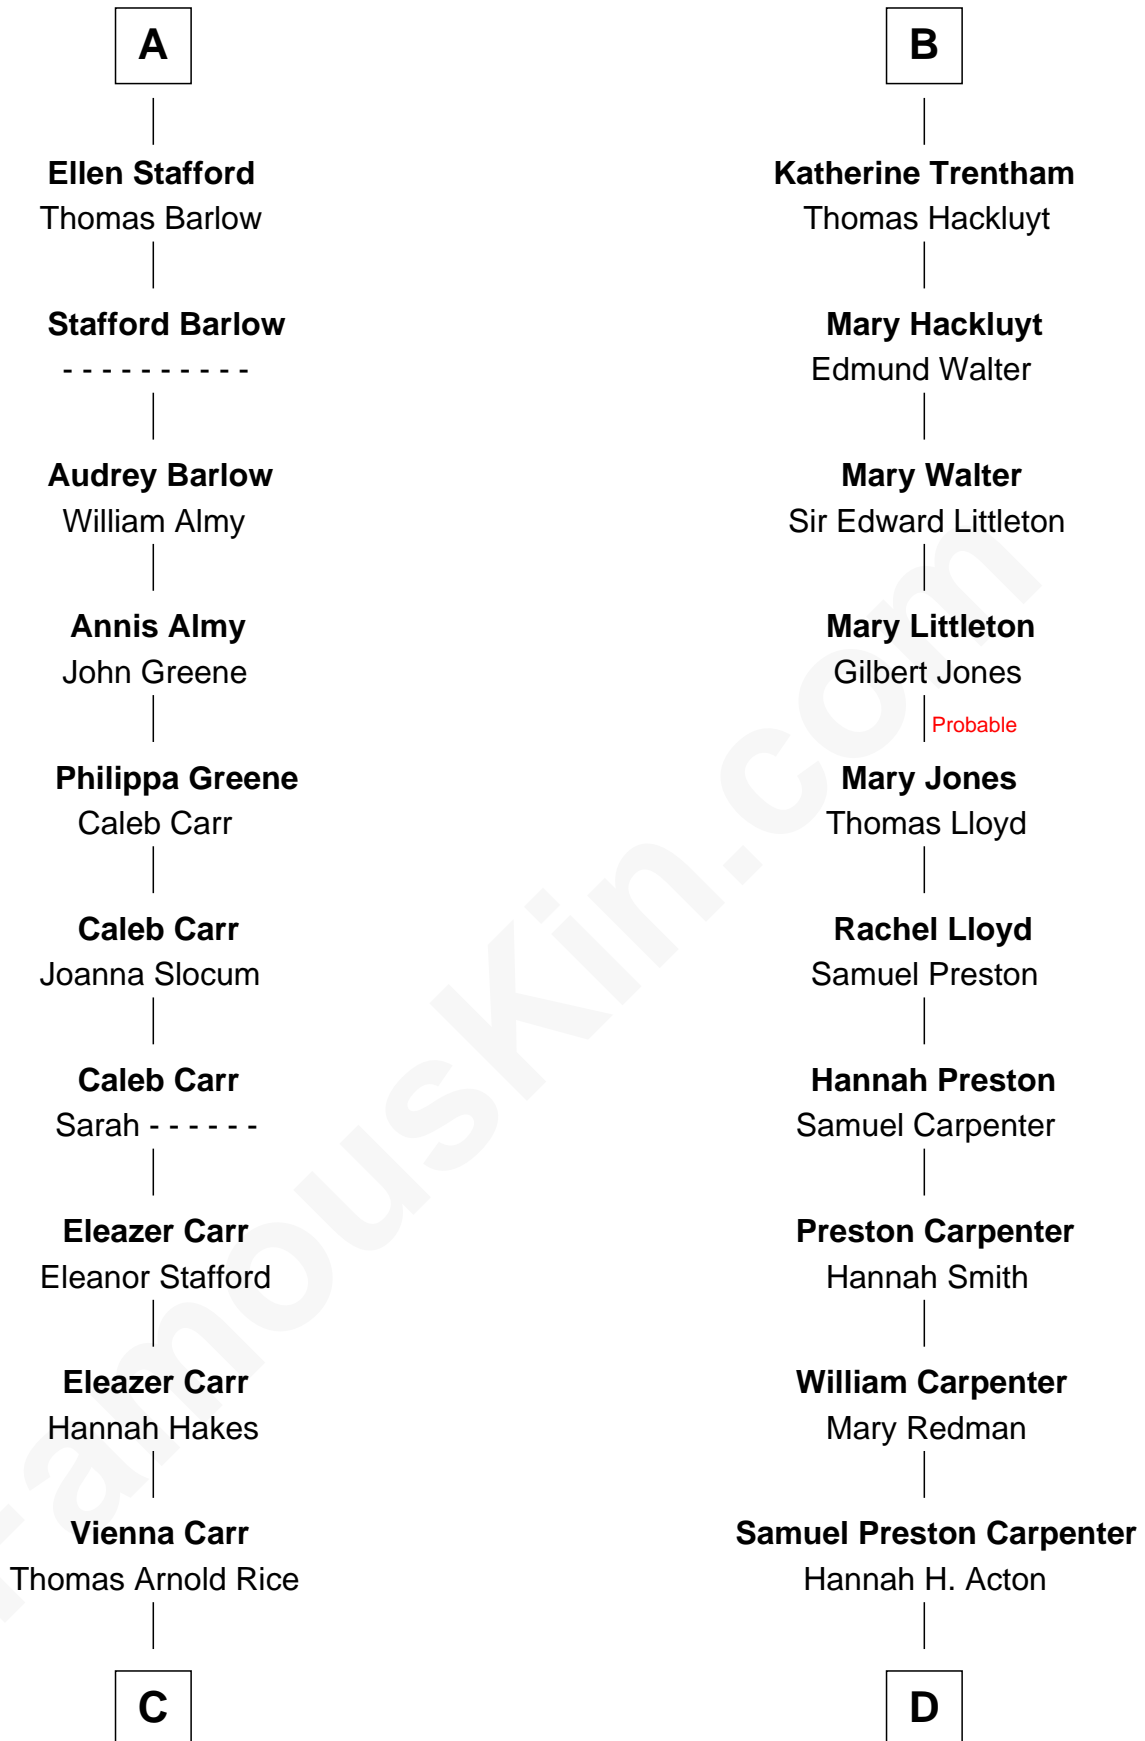 A
Ellen Stafford
Thomas Barlow
Stafford Barlow
- - - - - - - - - -
Audrey Barlow
William Almy
Annis Almy
John Greene
Philippa Greene
Caleb Carr
Caleb Carr
Joanna Slocum
Caleb Carr
Sarah - - - - - -
Eleazer Carr
Eleanor Stafford
Eleazer Carr
Hannah Hakes
Vienna Carr
Thomas Arnold Rice
C
B
Katherine Trentham
Thomas Hackluyt
Mary Hackluyt
Edmund Walter
Mary Walter
Sir Edward Littleton
Mary Littleton
Gilbert Jones
Probable
Mary Jones
Thomas Lloyd
Rachel Lloyd
Samuel Preston
Hannah Preston
Samuel Carpenter
Preston Carpenter
Hannah Smith
William Carpenter
Mary Redman
Samuel Preston Carpenter
Hannah H. Acton
D
FamousKin.com